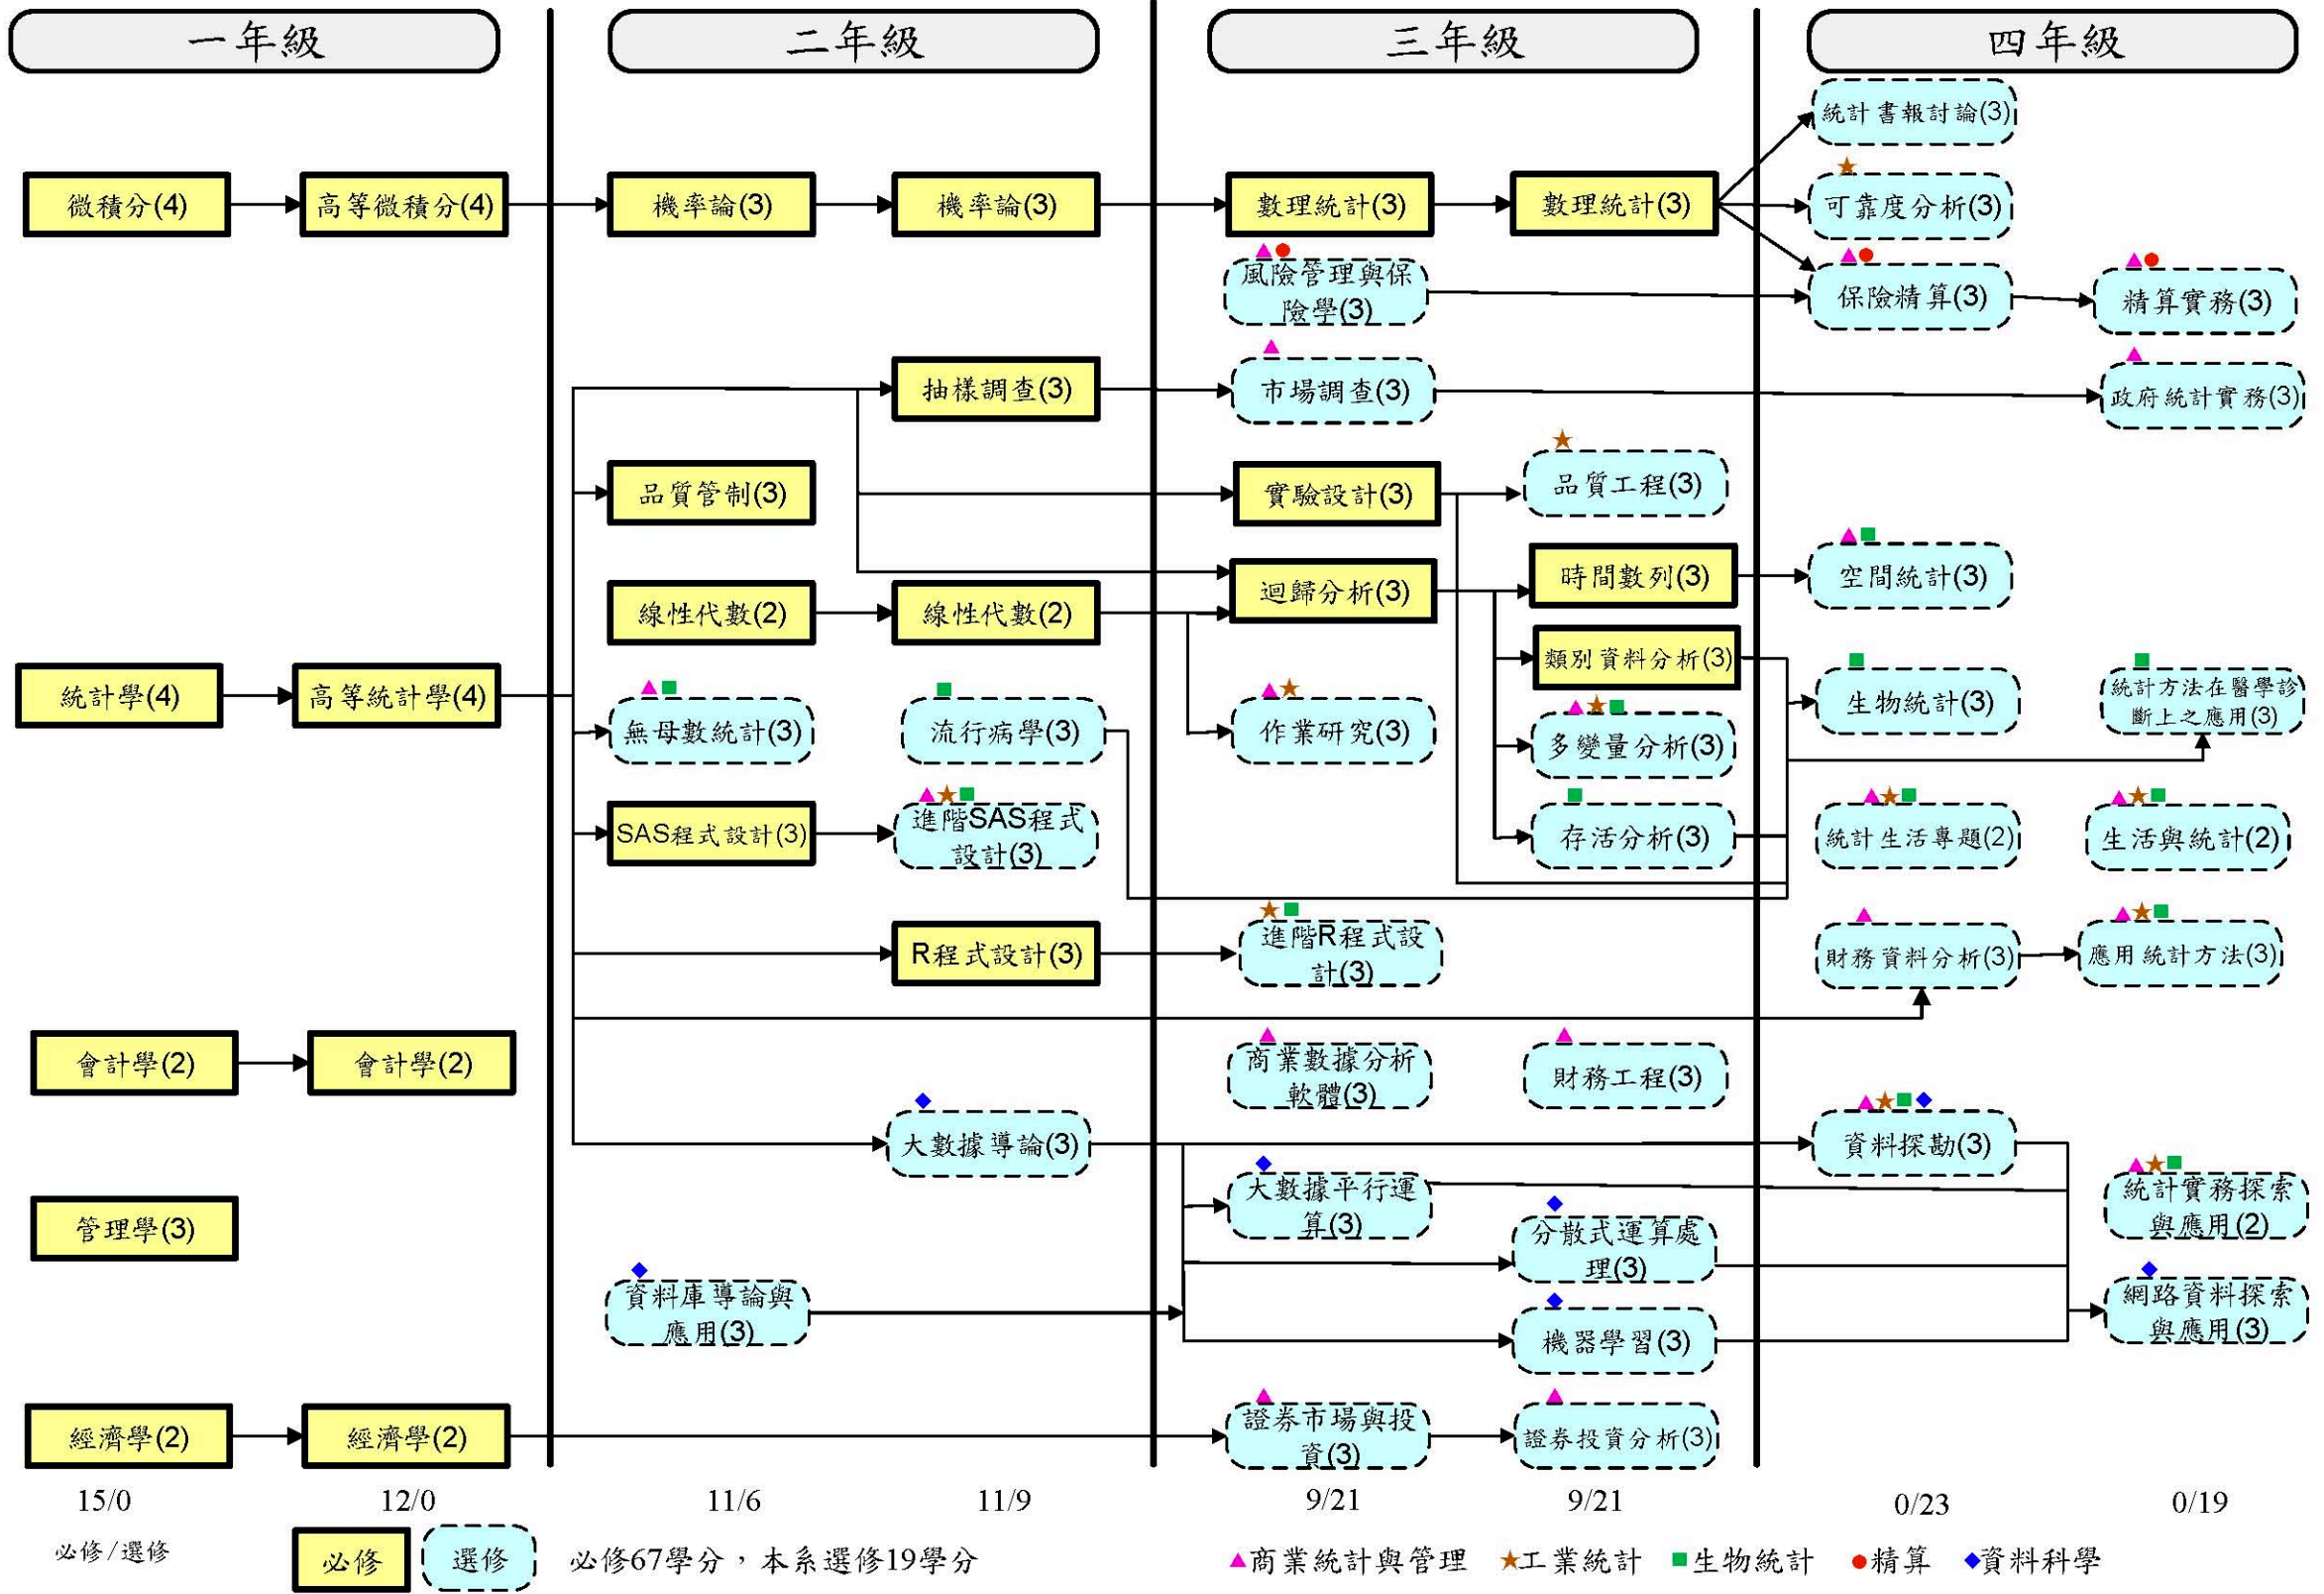 一年級
二年級
三年級
四年級
統計書報討論(3)
微積分(4)
高等微積分(4)
機率論(3)
機率論(3)
數理統計(3)
數理統計(3)
可靠度分析(3)
風險管理與保
險學(3)
保險精算(3)
精算實務(3)
抽樣調查(3)
市場調查(3)
政府統計實務(3)
品質管制(3)
實驗設計(3)
品質工程(3)
線性代數(2)
線性代數(2)
迴歸分析(3)
時間數列(3)
空間統計(3)
類別資料分析(3)
統計學(4)
高等統計學(4)
無母數統計(3)
流行病學(3)
作業研究(3)
多變量分析(3)
生物統計(3)
統計方法在醫學診
斷上之應用(3)
SAS程式設計(3)
進階SAS程式
設計(3)
存活分析(3)
統計生活專題(2)
生活與統計(2)
R程式設計(3)
進階R程式設
計(3)
財務資料分析(3)
應用統計方法(3)
會計學(2)
會計學(2)
商業數據分析
軟體(3)
財務工程(3)
大數據導論(3)
資料探勘(3)
管理學(3)
大數據平行運
算(3)
分散式運算處
理(3)
統計實務探索
與應用(2)
資料庫導論與
應用(3)
機器學習(3)
網路資料探索
與應用(3)
經濟學(2)
經濟學(2)
證券市場與投
資(3)
證券投資分析(3)
15/0
12/0
11/6
11/9
9/21
9/21
0/23
0/19
必修/選修
必修
選修
必修67學分，本系選修19學分
商業統計與管理
工業統計
生物統計
精算
資料科學